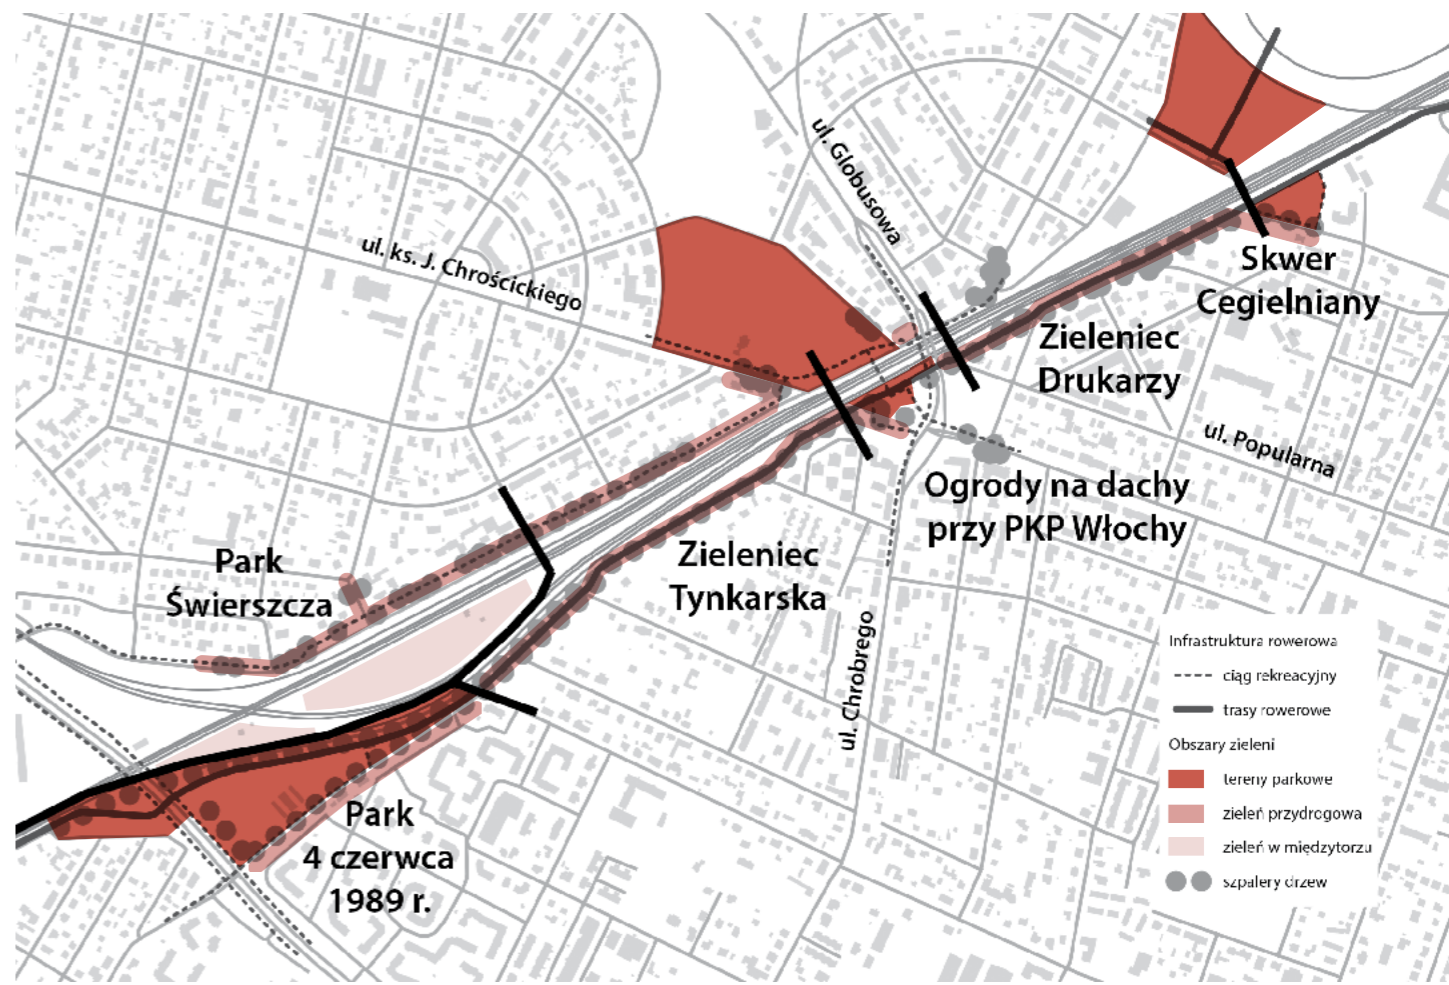 ul. Globusowa
ul. ks. J. Chrościckiego
Skwer
Cegielniany
Zieleniec
Drukarzy
ul. Popularna
Ogrody na dachy
przy PKP Włochy
Park
Świerszcza
Zieleniec
Tynkarska
ul. Chrobrego
Park
4 czerwca
1989 r.
Infrastruktura rowerowa
ciąg rekreacyjny
trasy rowerowe
Obszary zieleni
tereny parkowe
zieleń przydrogowa
zieleń w międzytorzu
szpalery drzew